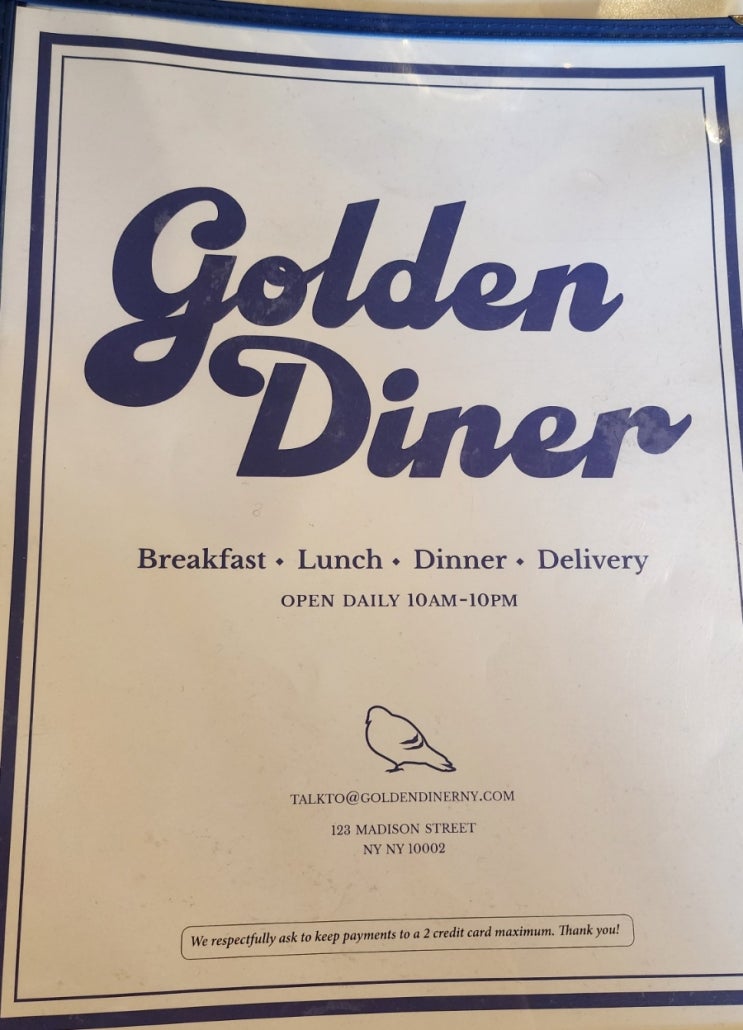 Golden
Diner
Breakfast • Lunch • Dinner • Delivery
OPEN DAILY 10AM-10PM
TALKTO@GOLDENDINERNY.COM
123 MADISON STREET
NY NY 10002
We respectfully ask to keep payments to a 2 credit card maximum. Thank you!